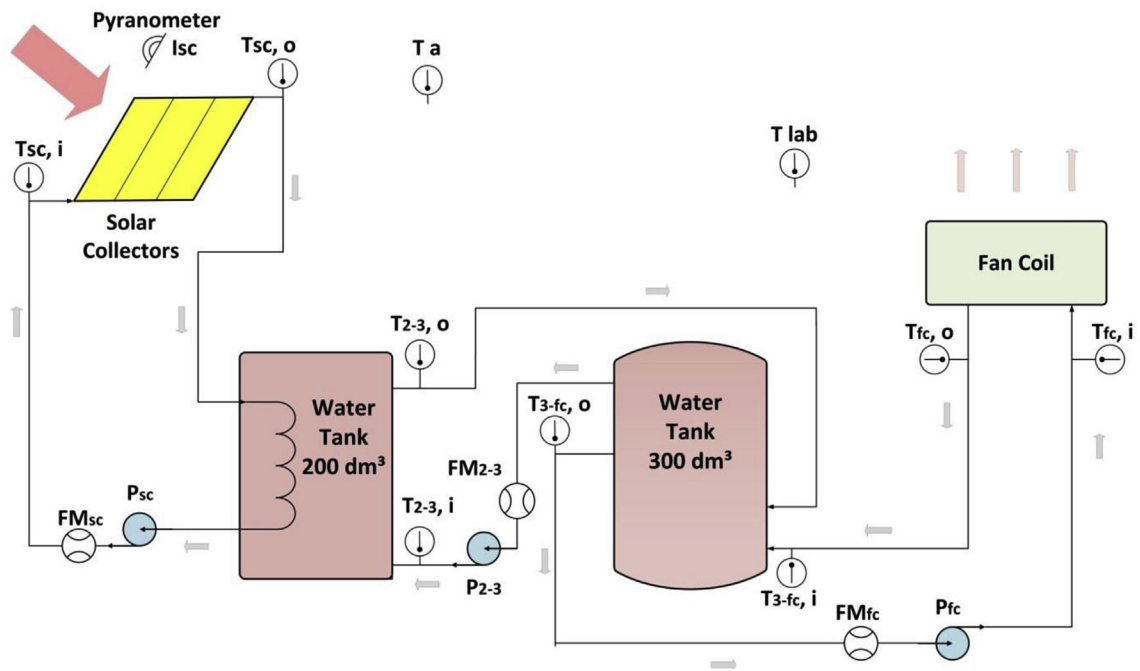 Pyranometer
Isc
Tsc, o
T a
T lab
Tsc, i
Solar
Collectors
Fan Coil
T2-3, o
Tfc, o
Tfc, i
Water
Tank
200 dm³
T3-fc, o
Water
Tank
300 dm³
FM2-3
Psc
FMsc
T2-3, i
P2-3
T3-fc, i
FMfc
Pfc